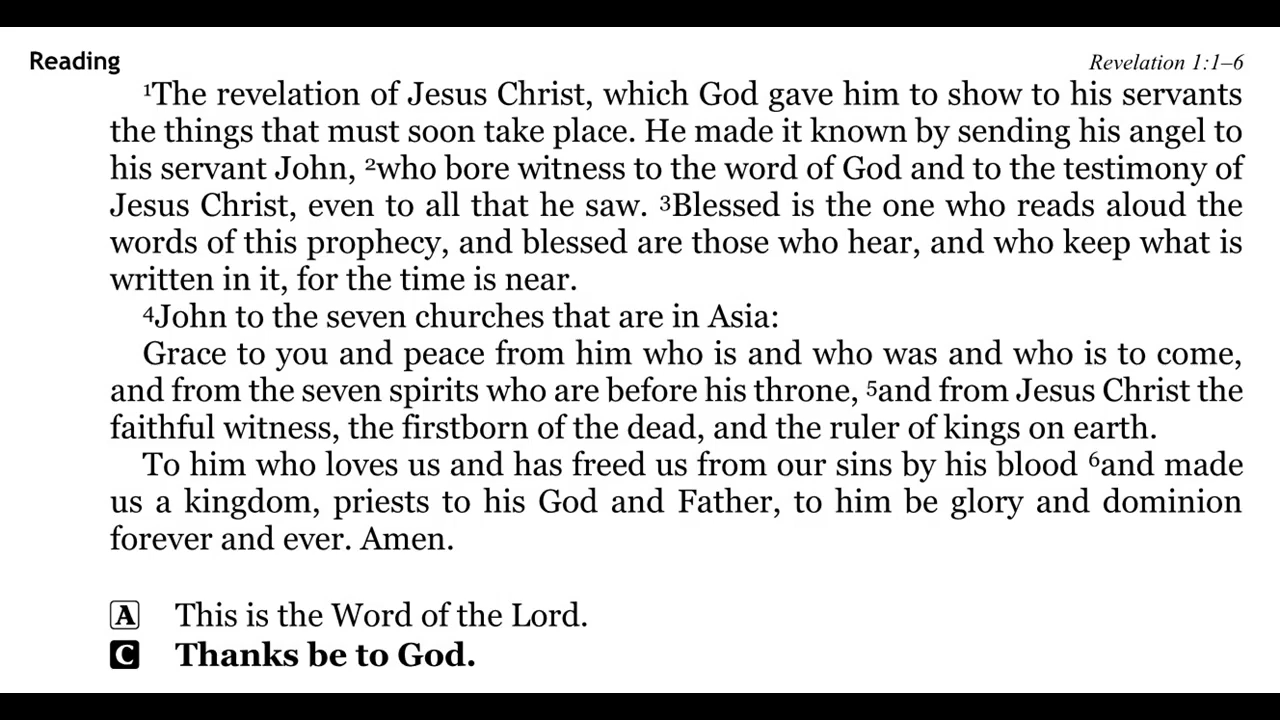 Reading
Revelation 1:1–6
¹The revelation of Jesus Christ, which God gave him to show to his servants
the things that must soon take place. He made it known by sending his angel to
his servant John, ²who bore witness to the word of God and to the testimony of
Jesus Christ, even to all that he saw. ³Blessed is the one who reads aloud the
words of this prophecy, and blessed are those who hear, and who keep what is
written in it, for the time is near.
⁴John to the seven churches that are in Asia:
Grace to you and peace from him who is and who was and who is to come,
and from the seven spirits who are before his throne, ⁵and from Jesus Christ the
faithful witness, the firstborn of the dead, and the ruler of kings on earth.
To him who loves us and has freed us from our sins by his blood ⁶and made
us a kingdom, priests to his God and Father, to him be glory and dominion
forever and ever. Amen.
A This is the Word of the Lord.
C Thanks be to God.